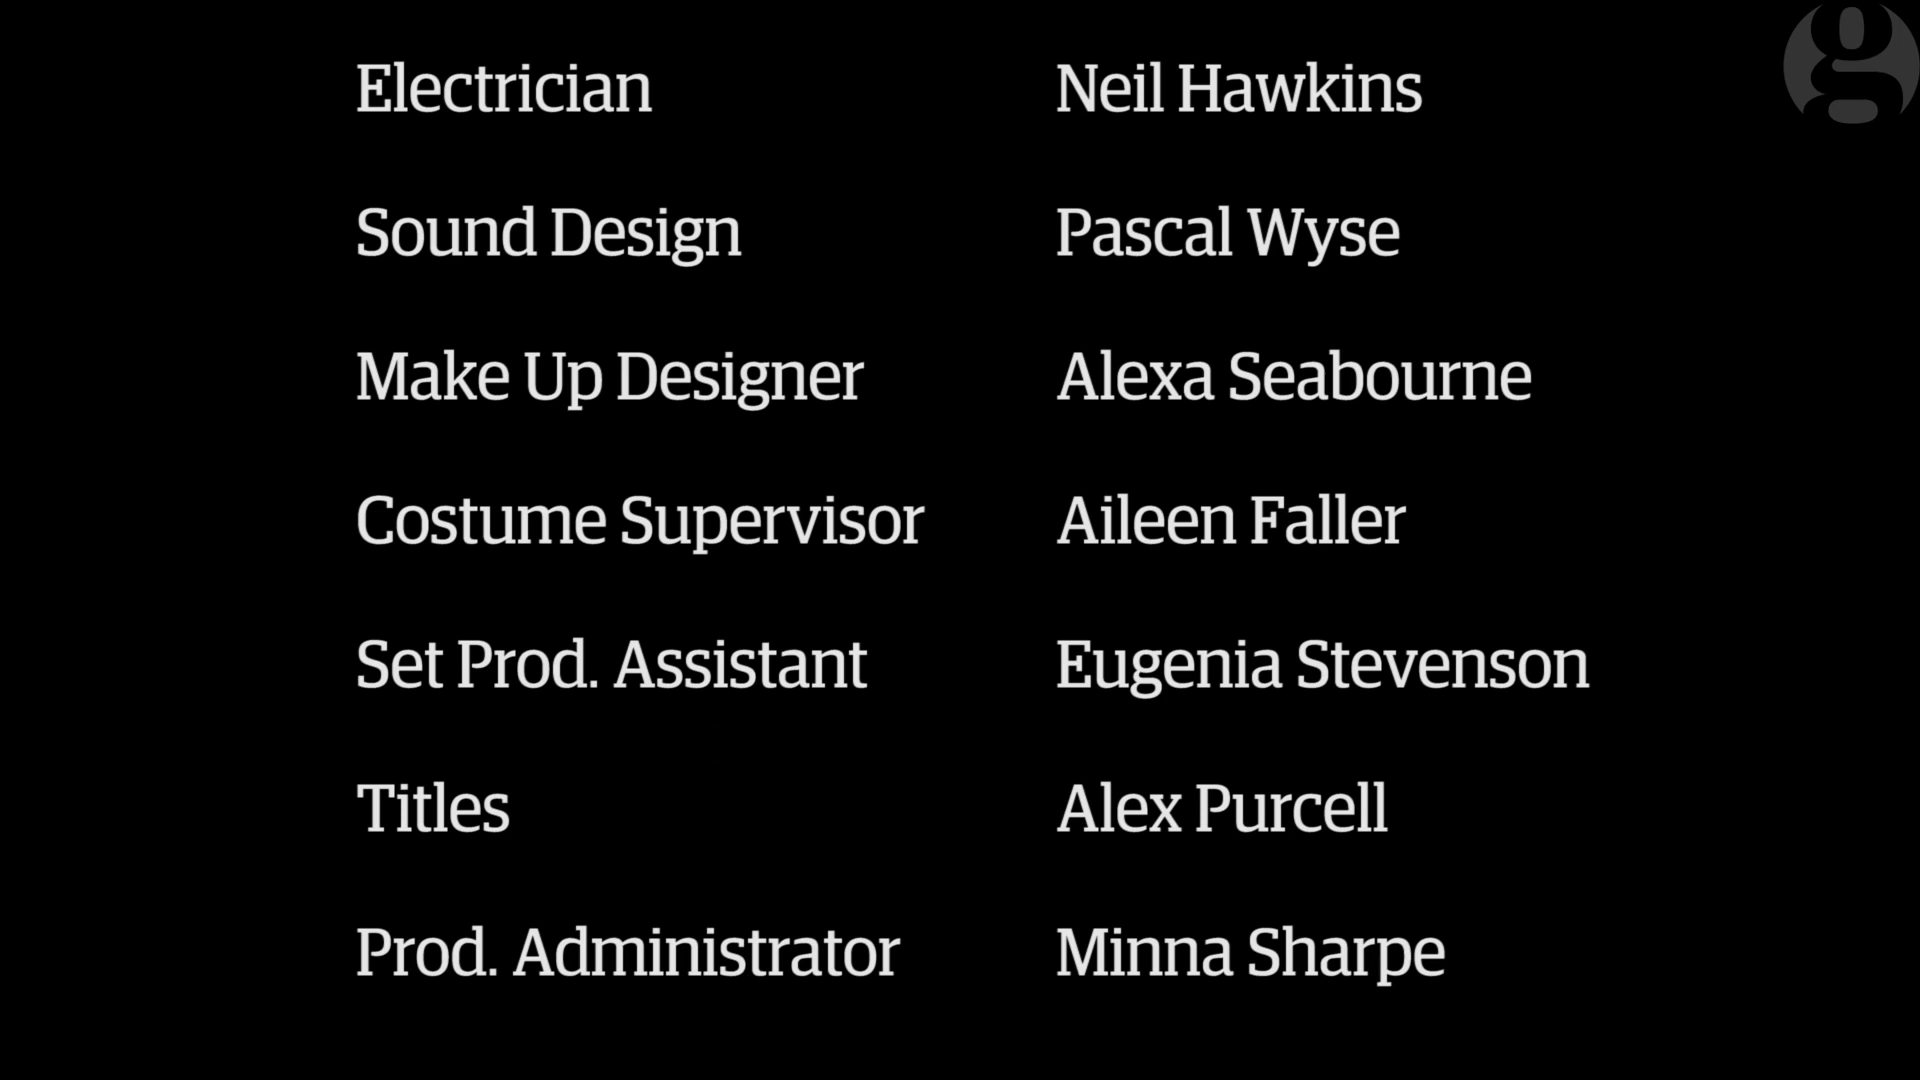 Electrician Neil Hawkins
Sound Design Pascal Wyse
Make Up Designer Alexa Seabourne
Costume Supervisor Aileen Faller
Set Prod. Assistant Eugenia Stevenson
Titles Alex Purcell
Prod. Administrator Minna Sharpe
g